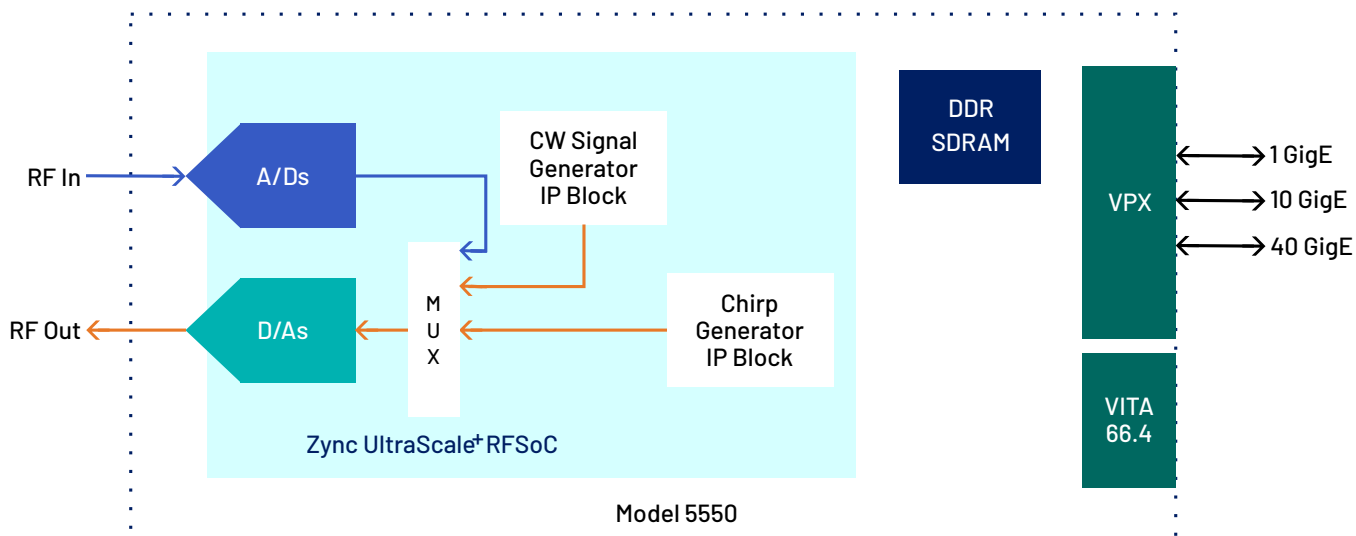 RF In
A/Ds
CW Signal
Generator
IP Block
DDR
SDRAM
VPX
1 GigE
10 GigE
40 GigE
RF Out
D/As
M
U
X
Chirp
Generator
IP Block
VITA
66.4
Zync UltraScale+ RFSoC
Model 5550